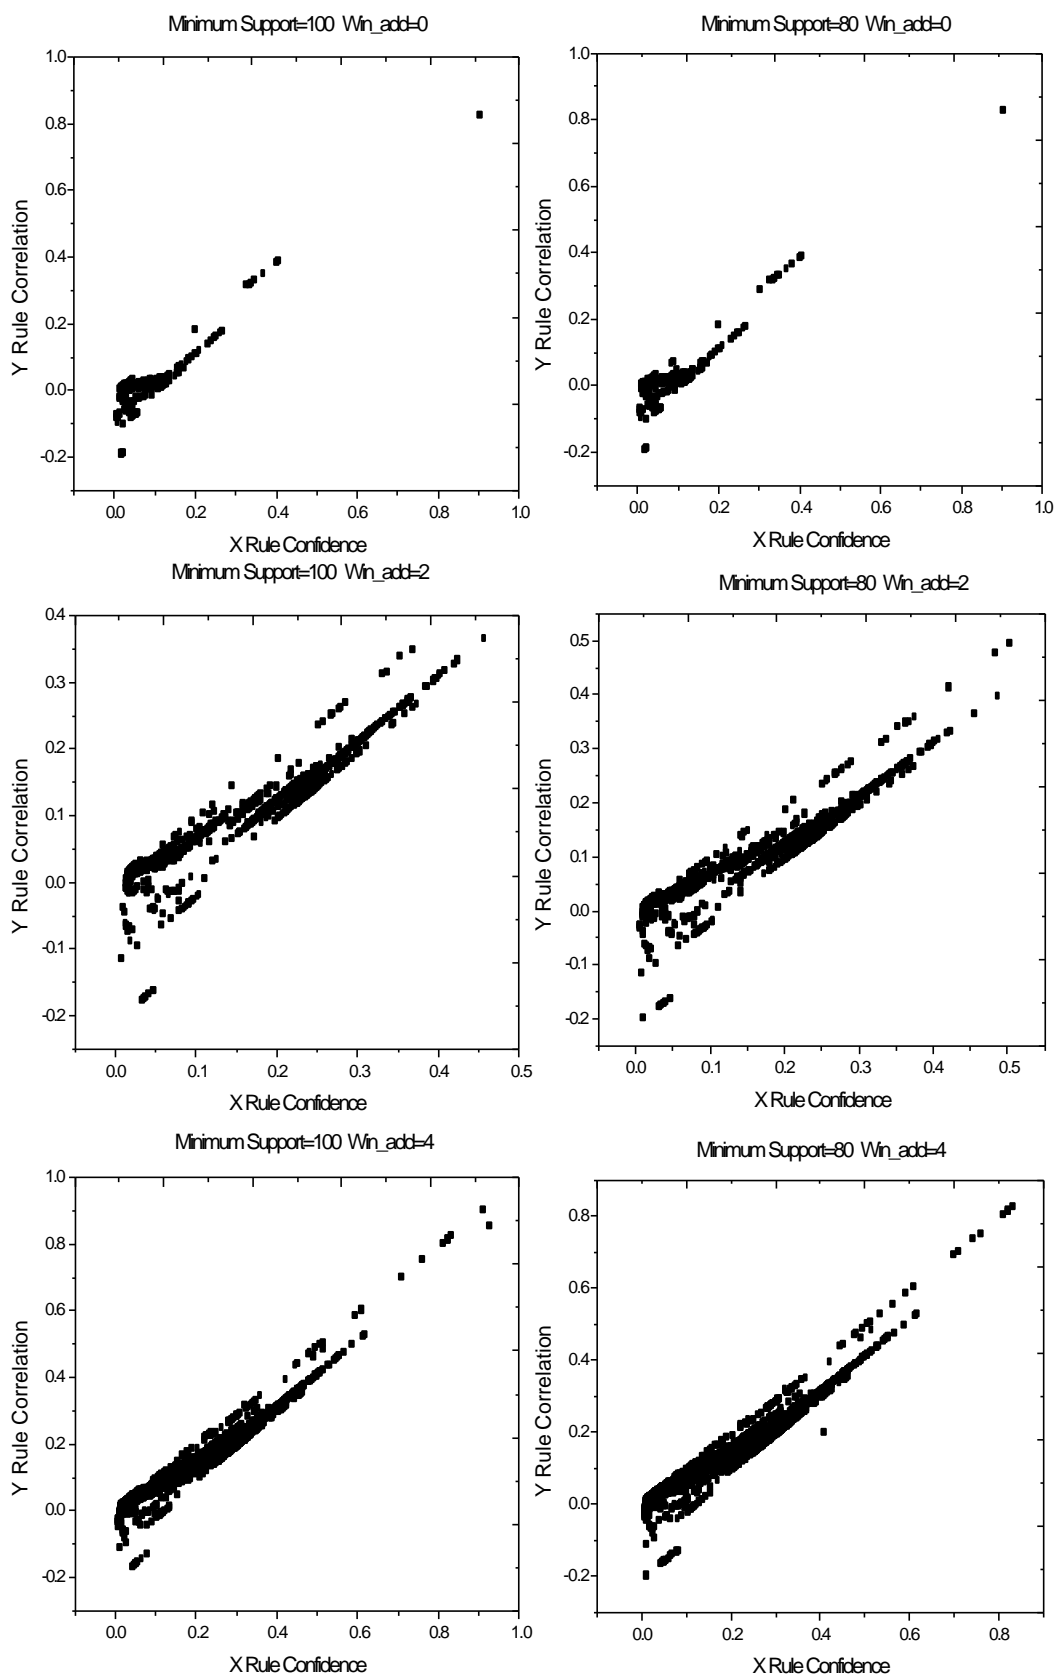 Minimum Support=100 Win_add=0
1.0
0.8
0.6
0.4
0.2
0.0
-0.2
Y Rule Correlation
0.0 0.2 0.4 0.6 0.8 1.0
X Rule Confidence
Minimum Support=80 Win_add=0
1.0
0.8
0.6
0.4
0.2
0.0
-0.2
Y Rule Correlation
0.0 0.2 0.4 0.6 0.8 1.0
X Rule Confidence
Minimum Support=100 Win_add=2
0.4
0.3
0.2
0.1
0.0
-0.1
-0.2
Y Rule Correlation
0.0 0.1 0.2 0.3 0.4 0.5
X Rule Confidence
Minimum Support=80 Win_add=2
0.5
0.4
0.3
0.2
0.1
0.0
-0.1
-0.2
Y Rule Correlation
0.0 0.1 0.2 0.3 0.4 0.5
X Rule Confidence
Minimum Support=100 Win_add=4
1.0
0.8
0.6
0.4
0.2
0.0
-0.2
Y Rule Correlation
0.0 0.2 0.4 0.6 0.8 1.0
X Rule Confidence
Minimum Support=80 Win_add=4
0.8
0.6
0.4
0.2
0.0
-0.2
Y Rule Correlation
0.0 0.2 0.4 0.6 0.8
X Rule Confidence